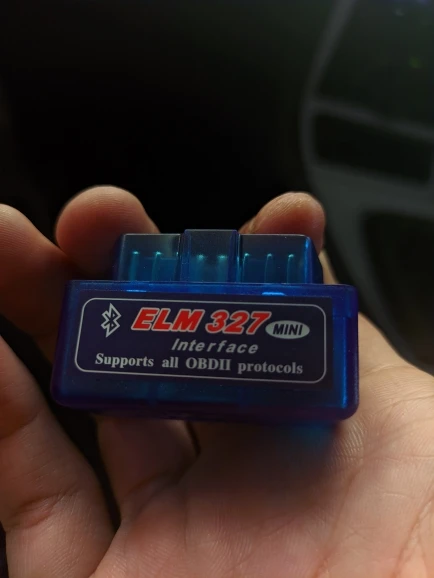 ELM 327 MINI
Interface
Supports all OBDII protocols